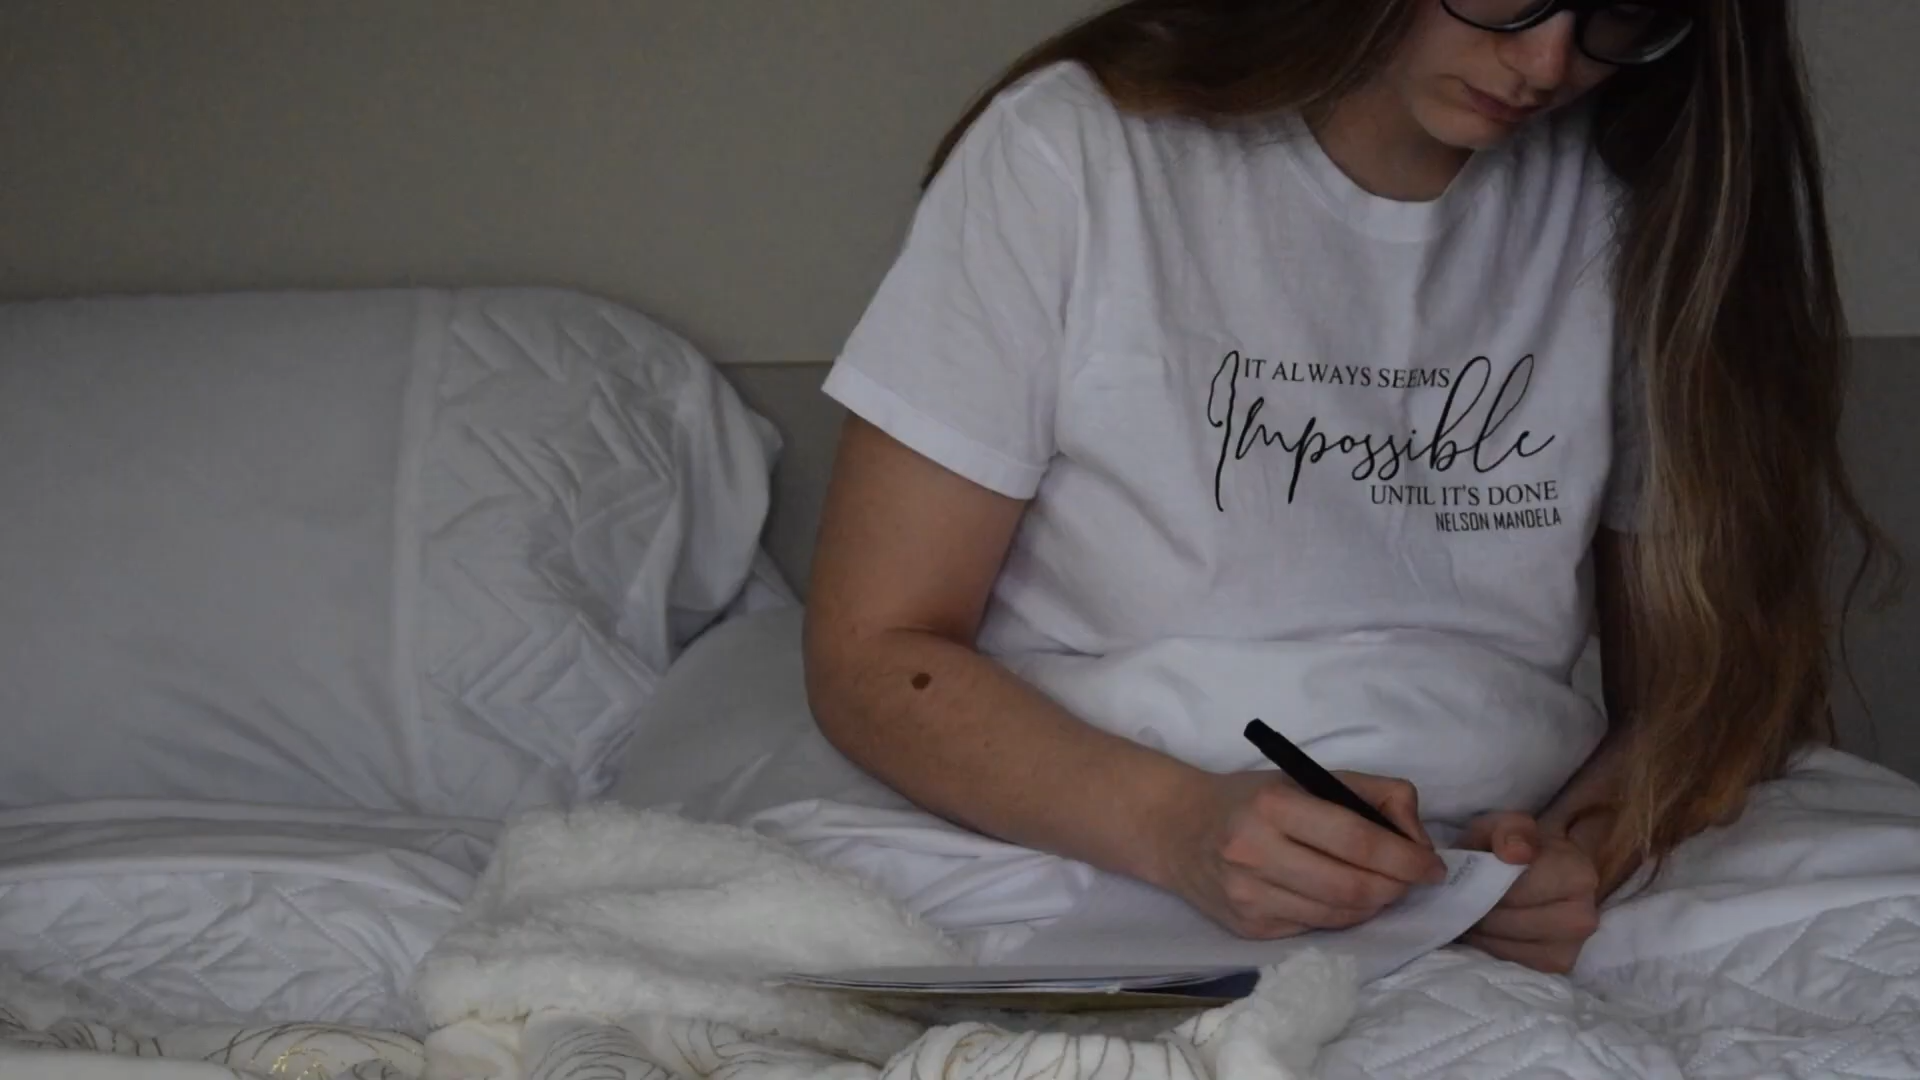 IT ALWAYS SEEMS
Impossible
UNTIL IT'S DONE
NELSON MANDELA